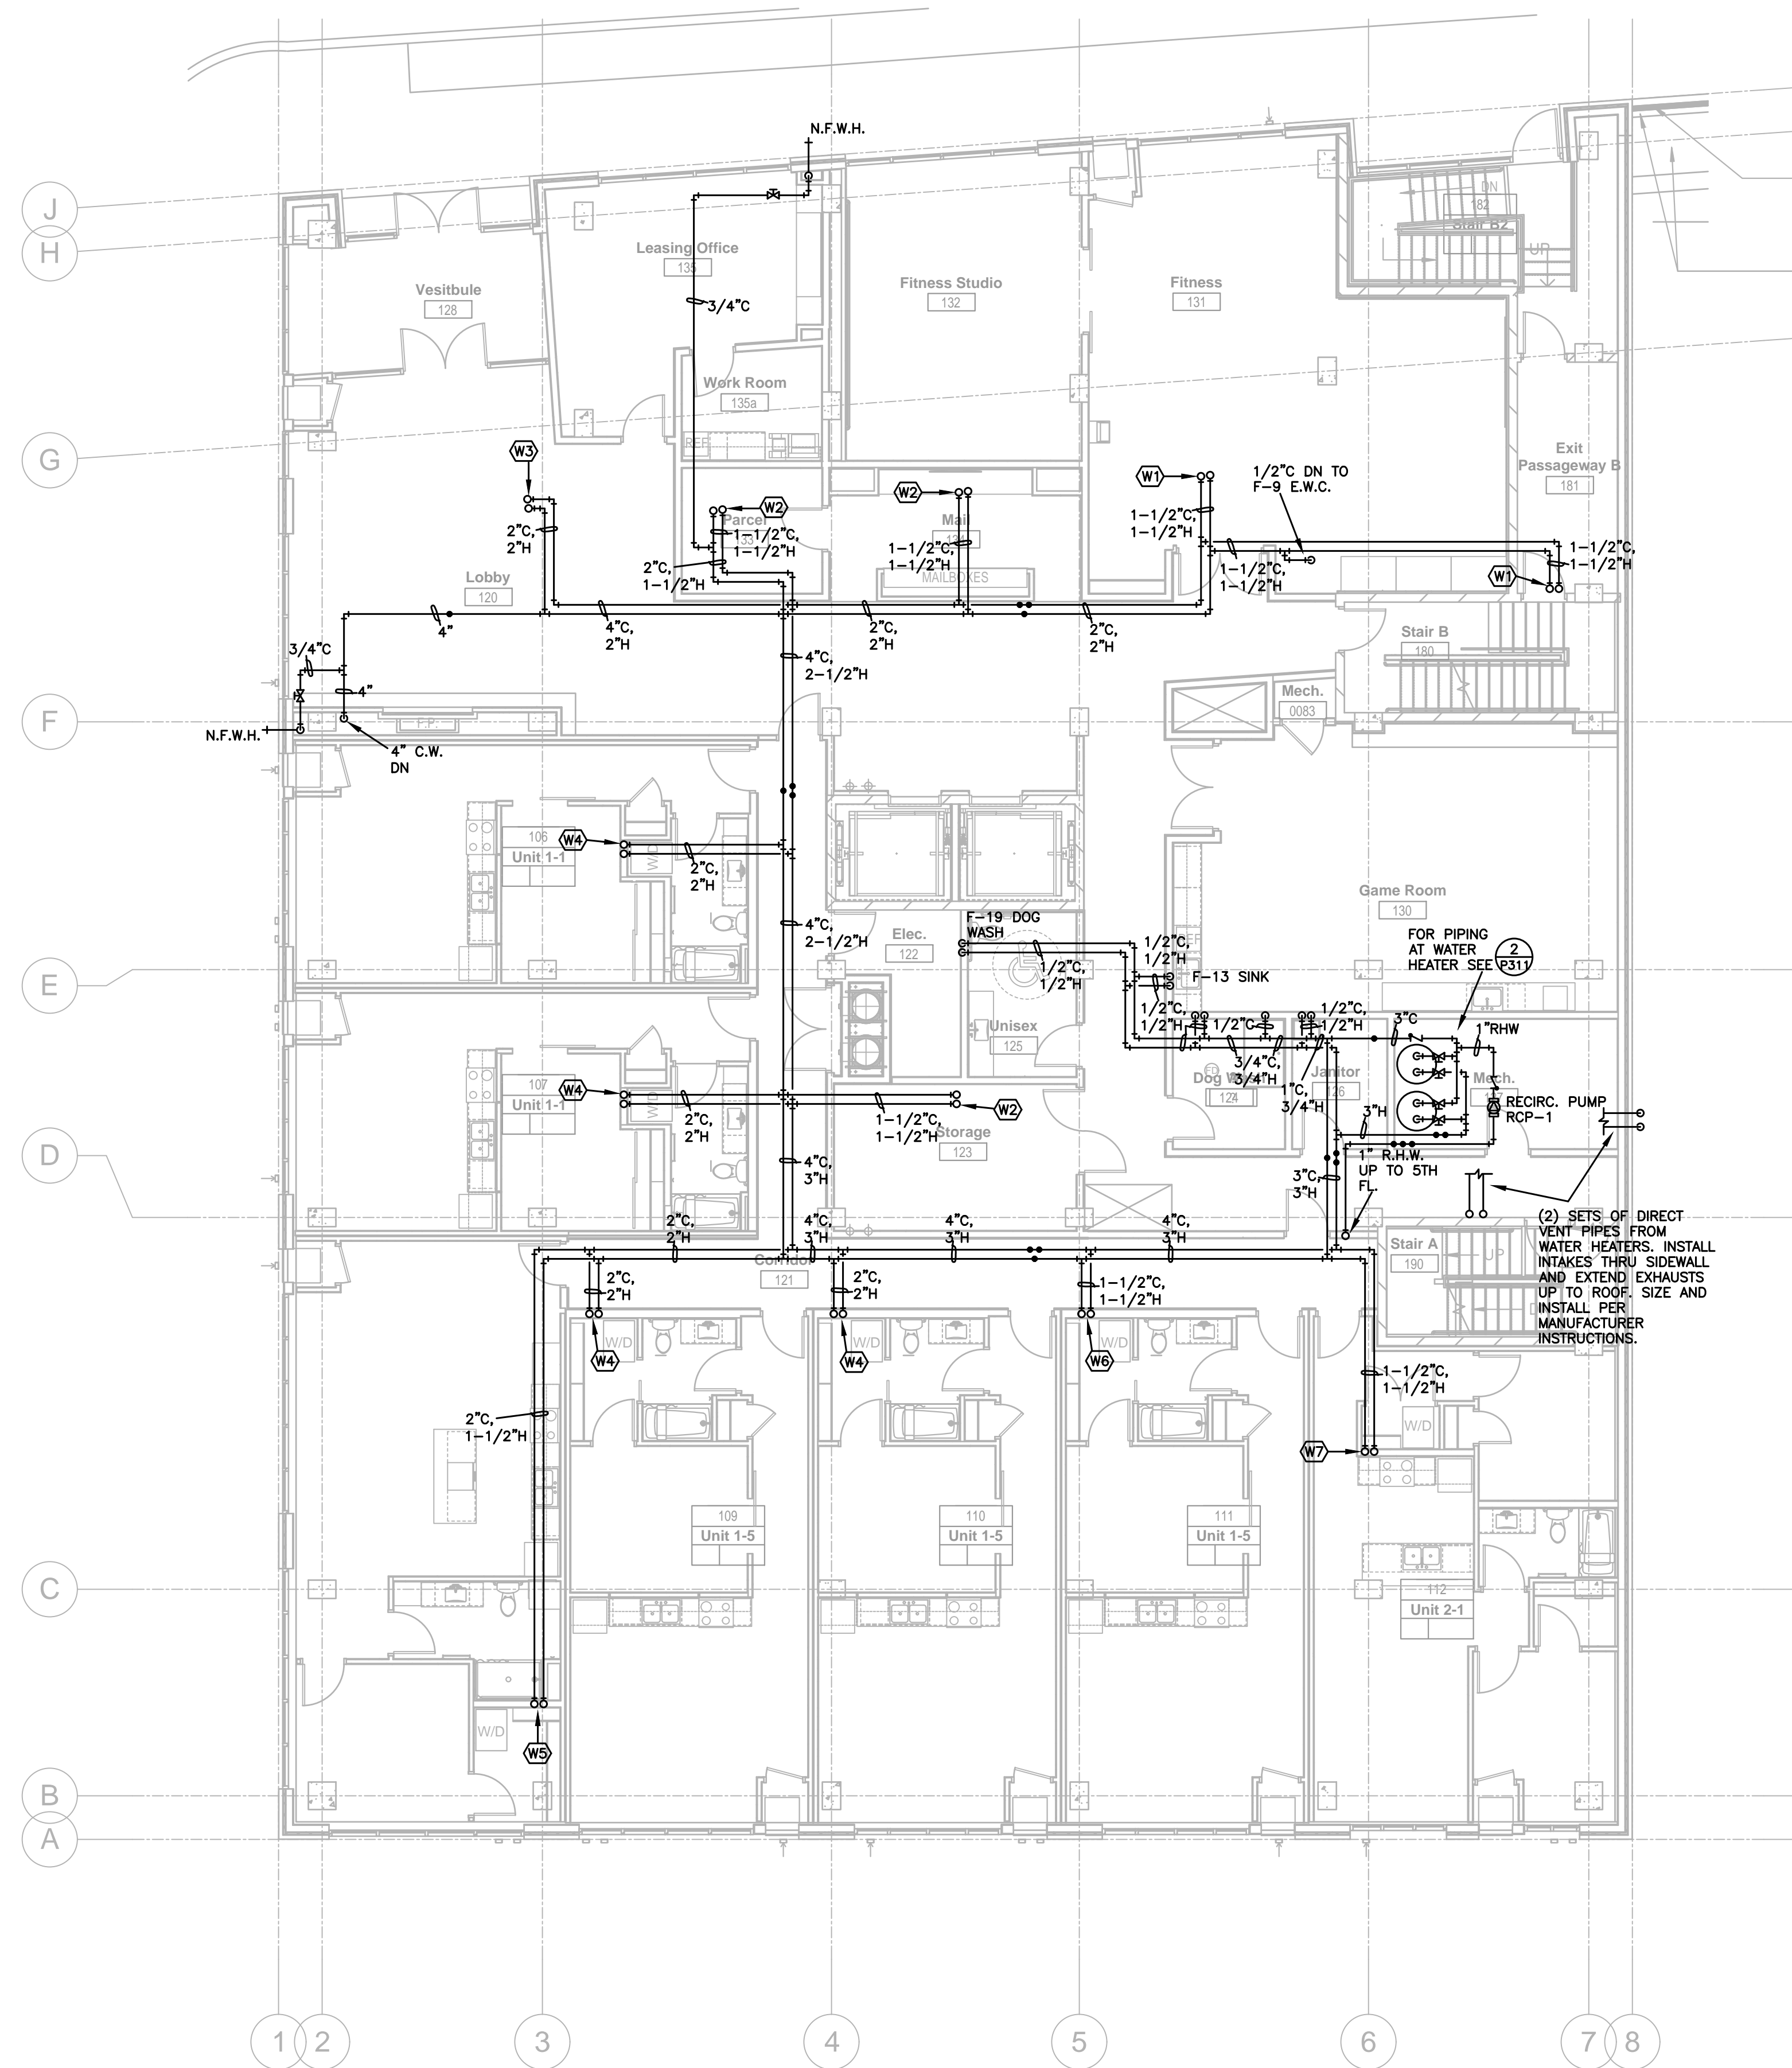 N.F.W.H.
J
H
DN
182
Stair B2
UP
Leasing Office
135
Vesitbule
128
3/4"C
Fitness Studio
132
Fitness
131
Work Room
135a
REF
G
W3
Exit
Passageway B
181
W1
1/2"C DN TO
F-9 E.W.C.
W2
W2
Parcel
133
Mail
1-1/2"C,
1-1/2"H
1-1/2"C,
1-1/2"H
1-1/2"C,
1-1/2"H
2"C,
2"H
2"C,
1-1/2"H
MAILBOXES
1-1/2"C,
1-1/2"H
1-1/2"C,
1-1/2"H
W1
Lobby
120
4"
4"C,
2"H
2"C,
2"H
2"C,
2"H
Stair B
180
3/4"C
4"C,
2-1/2"H
4"
Mech.
0083
F
F.P.
N.F.W.H.
4" C.W.
DN
106
Unit 1-1
W4
W/D
2"C,
2"H
Game Room
130
4"C,
2-1/2"H
Elec.
122
F-19 DOG
WASH
1/2"C,
1/2"H
1/2"C,
1/2"H
REF
F-13 SINK
FOR PIPING
AT WATER
HEATER SEE
2
P311
E
Unisex
125
1/2"C,
1/2"H
1/2"C
1/2"C,
1/2"H
3"C
1"RHW
107
Unit 1-1
W4
W/D
2"C,
2"H
1-1/2"C,
1-1/2"H
W2
3/4"C,
3/4"H
1"C,
3/4"H
FD
Dog Wash
124
Janitor
126
Mech.
3"H
RECIRC. PUMP
RCP-1
D
Storage
123
4"C,
3"H
3"C,
3"H
1" R.H.W.
UP TO 5TH
FL.
(2) SETS OF DIRECT
VENT PIPES FROM
WATER HEATERS. INSTALL
INTAKES THRU SIDEWALL
AND EXTEND EXHAUSTS
UP TO ROOF. SIZE AND
INSTALL PER
MANUFACTURER
INSTRUCTIONS.
2"C,
2"H
4"C,
3"H
4"C,
3"H
4"C,
3"H
Stair A
190
UP
Corridor
121
2"C,
2"H
2"C,
2"H
1-1/2"C,
1-1/2"H
W4
W/D
W4
W/D
W6
W/D
1-1/2"C,
1-1/2"H
2"C,
1-1/2"H
W/D
W7
109
Unit 1-5
110
Unit 1-5
111
Unit 1-5
C
112
Unit 2-1
W/D
W5
B
A
1
2
3
4
5
6
7
8